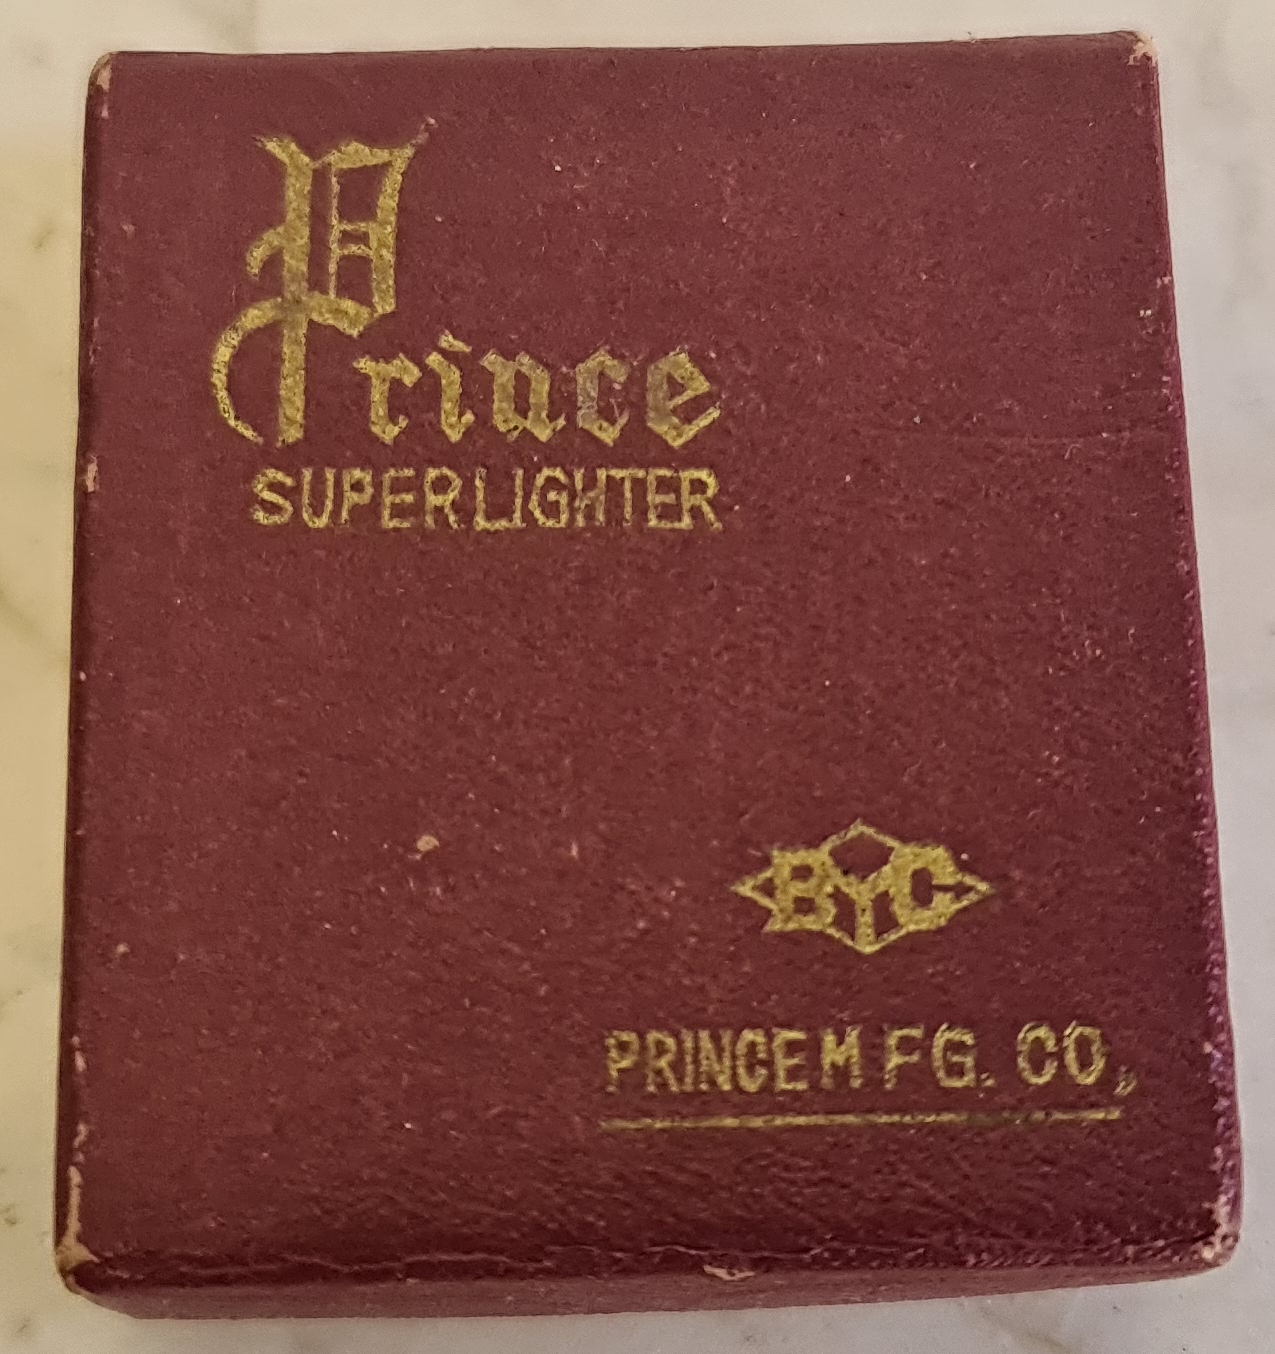 Prince
SUPERLIGHTER
BYC
PRINCE MFG. CO.,